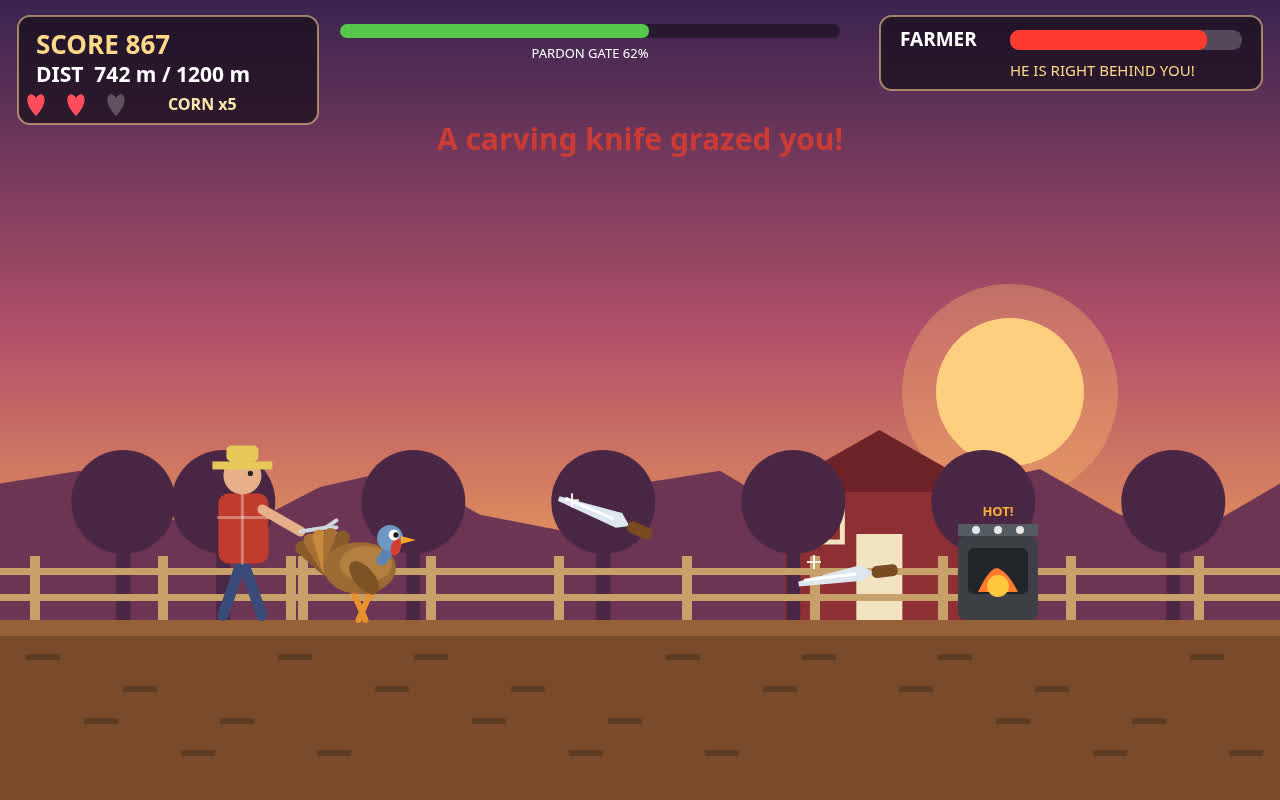 SCORE 867
DIST 742 m / 1200 m
CORN x5
PARDON GATE 62%
FARMER
HE IS RIGHT BEHIND YOU!
A carving knife grazed you!
HOT!